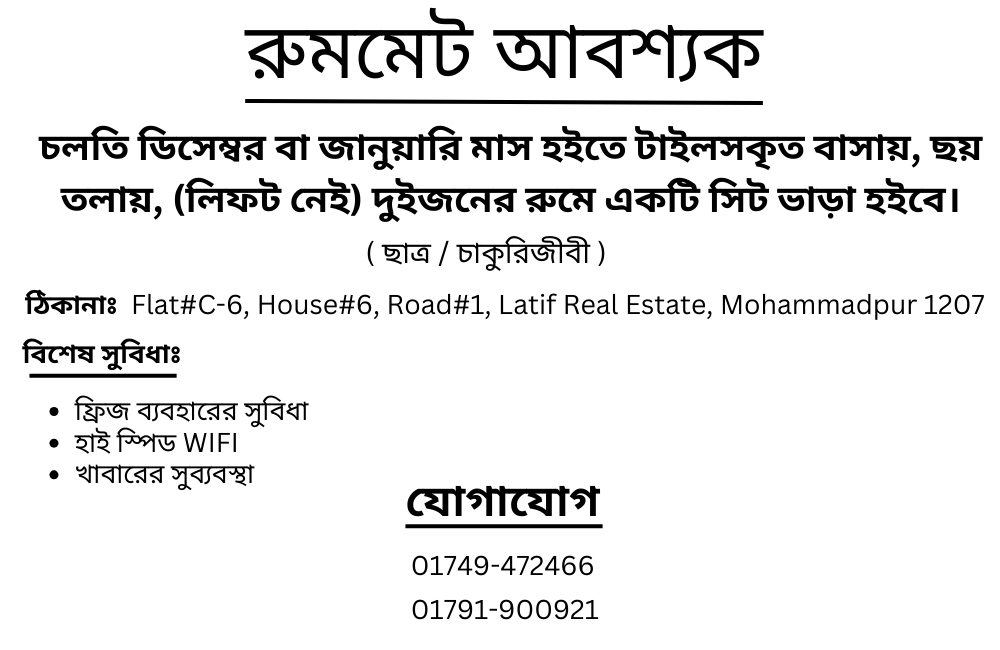 রুমমেট আবশ্যক
চলতি ডিসেম্বর বা জানুয়ারি মাস হইতে টাইলসকৃত বাসায়, ছয়
তলায়, (লিফট নেই) দুইজনের রুমে একটি সিট ভাড়া হইবে।
( ছাত্র / চাকুরিজীবী )
ঠিকানাঃ Flat#C-6, House#6, Road#1, Latif Real Estate, Mohammadpur 1207
বিশেষ সুবিধাঃ
• ফ্রিজ ব্যবহারের সুবিধা
• হাই স্পিড WIFI
• খাবারের সুব্যবস্থা
যোগাযোগ
01749-472466
01791-900921